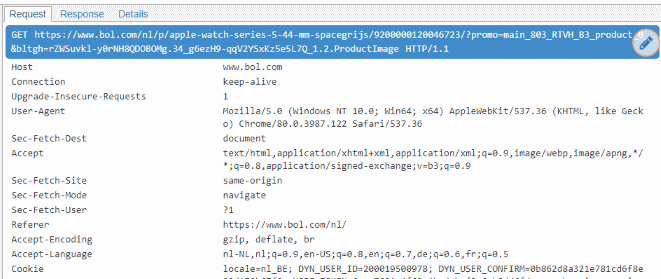 Request Response Details
GET https://www.bol.com/nl/p/apple-watch-series-5-44-mm-spacegrijs/9200000120046723/?promo=main_803_RTVH_B3_product_0
&bltgh=rZWSuvkl-y0rNH8QDOBOMg.34_g6ezH9-qqV2YSxKz5e5L7Q_1.2.ProductImage HTTP/1.1
Host www.bol.com
Connection keep-alive
Upgrade-Insecure-Requests 1
User-Agent Mozilla/5.0 (Windows NT 10.0; Win64; x64) AppleWebKit/537.36 (KHTML, like Geck
o) Chrome/80.0.3987.122 Safari/537.36
Sec-Fetch-Dest document
Accept text/html,application/xhtml+xml,application/xml;q=0.9,image/webp,image/apng,*/
*;q=0.8,application/signed-exchange;v=b3;q=0.9
Sec-Fetch-Site same-origin
Sec-Fetch-Mode navigate
Sec-Fetch-User ?1
Referer https://www.bol.com/nl/
Accept-Encoding gzip, deflate, br
Accept-Language nl-NL,nl;q=0.9,en-US;q=0.8,en;q=0.7,de;q=0.6,fr;q=0.5
Cookie locale=nl_BE; DYN_USER_ID=200019500978; DYN_USER_CONFIRM=0b862d8a321e781cd6f8e